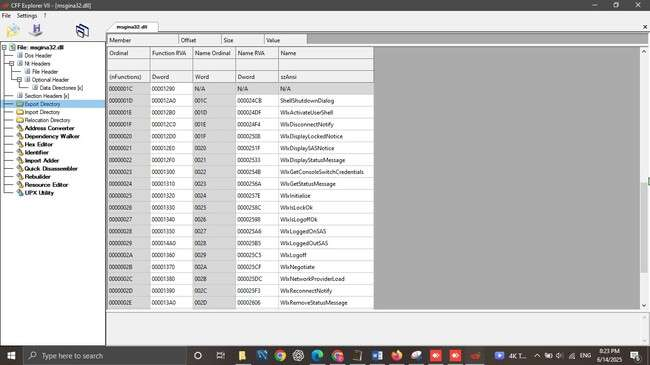 CFF Explorer VII - [msgina32.dll]
File Settings ?
msgina32.dll
File: msgina32.dll
Dos Header
Nt Headers
File Header
Optional Header
Data Directories [x]
Section Headers [x]
Export Directory
Import Directory
Relocation Directory
Address Converter
Dependency Walker
Hex Editor
Identifier
Import Adder
Quick Disassembler
Rebuilder
Resource Editor
UPX Utility
Member Offset Size Value
Ordinal Function RVA Name Ordinal Name RVA Name
(nFunctions) Dword Word Dword szAnsi
0000001C 00001290 N/A N/A N/A
0000001D 000012A0 001C 000024CB ShellShutdownDialog
0000001E 000012B0 001D 000024DF WlxActivateUserShell
0000001F 000012C0 001E 000024F4 WlxDisconnectNotify
00000020 000012D0 001F 00002508 WlxDisplayLockedNotice
00000021 000012E0 0020 0000251F WlxDisplaySASNotice
00000022 000012F0 0021 00002533 WlxDisplayStatusMessage
00000023 00001300 0022 0000254B WlxGetConsoleSwitchCredentials
00000024 00001310 0023 0000256A WlxGetStatusMessage
00000025 00001320 0024 0000257E WlxInitialize
00000026 00001330 0025 0000258C WlxIsLockOk
00000027 00001340 0026 00002598 WlxIsLogoffOk
00000028 00001350 0027 000025A6 WlxLoggedOnSAS
00000029 000014A0 0028 000025B5 WlxLoggedOutSAS
0000002A 00001360 0029 000025C5 WlxLogoff
0000002B 00001370 002A 000025CF WlxNegotiate
0000002C 00001380 002B 000025DC WlxNetworkProviderLoad
0000002D 00001390 002C 000025F3 WlxReconnectNotify
0000002E 000013A0 002D 00002606 WlxRemoveStatusMessage
Type here to search
4K T...
ENG
8:23 PM
6/14/2025